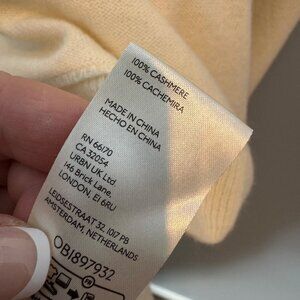 100% CASHMERE
100% CACHEMIRA
MADE IN CHINA
HECHO EN CHINA
RN 66170
CA 32054
URBN UK Ltd
146 Brick Lane,
LONDON, E1 6RU
LEIDSESTRAAT 32, 1017 PB
AMSTERDAM, NETHERLANDS
OB1897932